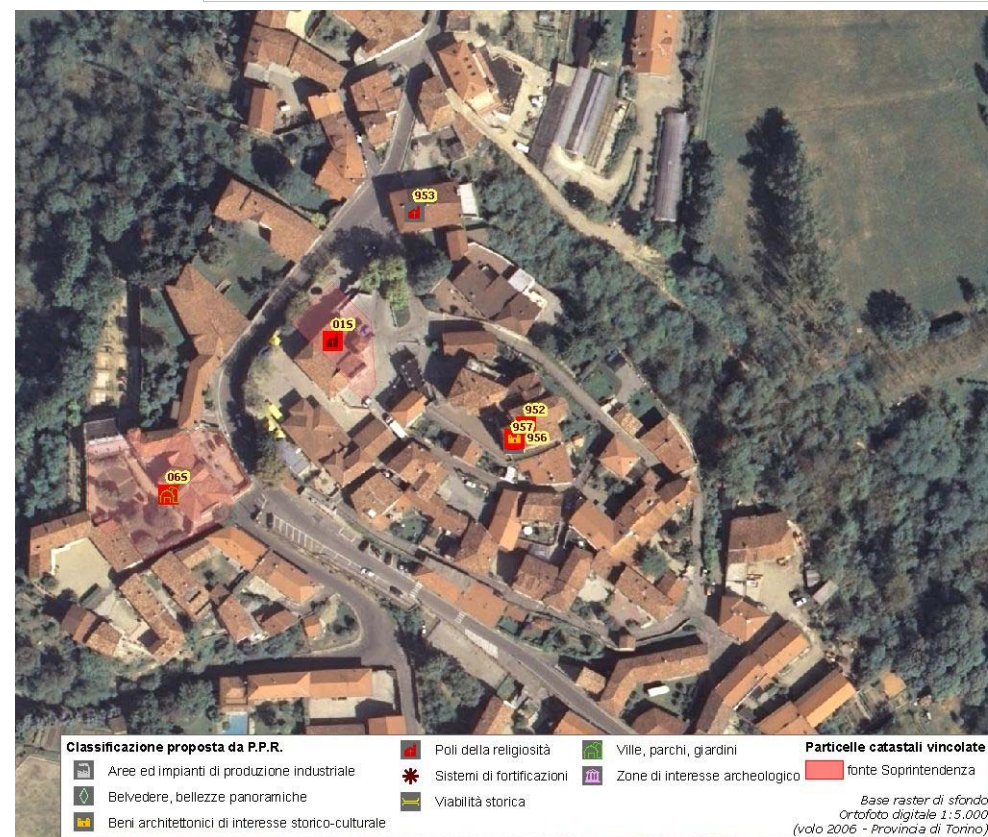 953
01S
952
957
956
06S
Classificazione proposta da P.P.R.
Aree ed impianti di produzione industriale
Belvedere, bellezze panoramiche
Beni architettonici di interesse storico-culturale
Poli della religiosità
Sistemi di fortificazioni
Viabilità storica
Ville, parchi, giardini
Zone di interesse archeologico
Particelle catastali vincolate
fonte Soprintendenza
Base raster di sfondo
Ortofoto digitale 1:5.000
(volo 2006 - Provincia di Torino)